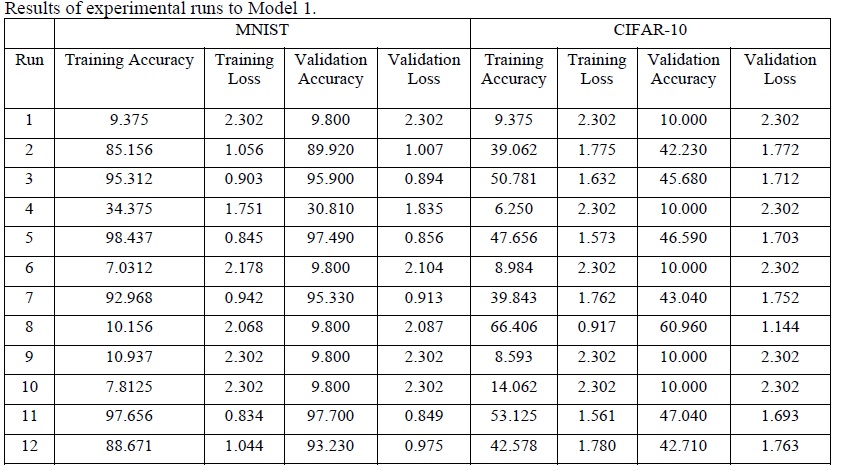 Results of experimental runs to Model 1.
MNIST CIFAR-10
Run Training Accuracy Training Loss Validation Accuracy Validation Loss Training Accuracy Training Loss Validation Accuracy Validation Loss
1 9.375 2.302 9.800 2.302 9.375 2.302 10.000 2.302
2 85.156 1.056 89.920 1.007 39.062 1.775 42.230 1.772
3 95.312 0.903 95.900 0.894 50.781 1.632 45.680 1.712
4 34.375 1.751 30.810 1.835 6.250 2.302 10.000 2.302
5 98.437 0.845 97.490 0.856 47.656 1.573 46.590 1.703
6 7.0312 2.178 9.800 2.104 8.984 2.302 10.000 2.302
7 92.968 0.942 95.330 0.913 39.843 1.762 43.040 1.752
8 10.156 2.068 9.800 2.087 66.406 0.917 60.960 1.144
9 10.937 2.302 9.800 2.302 8.593 2.302 10.000 2.302
10 7.8125 2.302 9.800 2.302 14.062 2.302 10.000 2.302
11 97.656 0.834 97.700 0.849 53.125 1.561 47.040 1.693
12 88.671 1.044 93.230 0.975 42.578 1.780 42.710 1.763